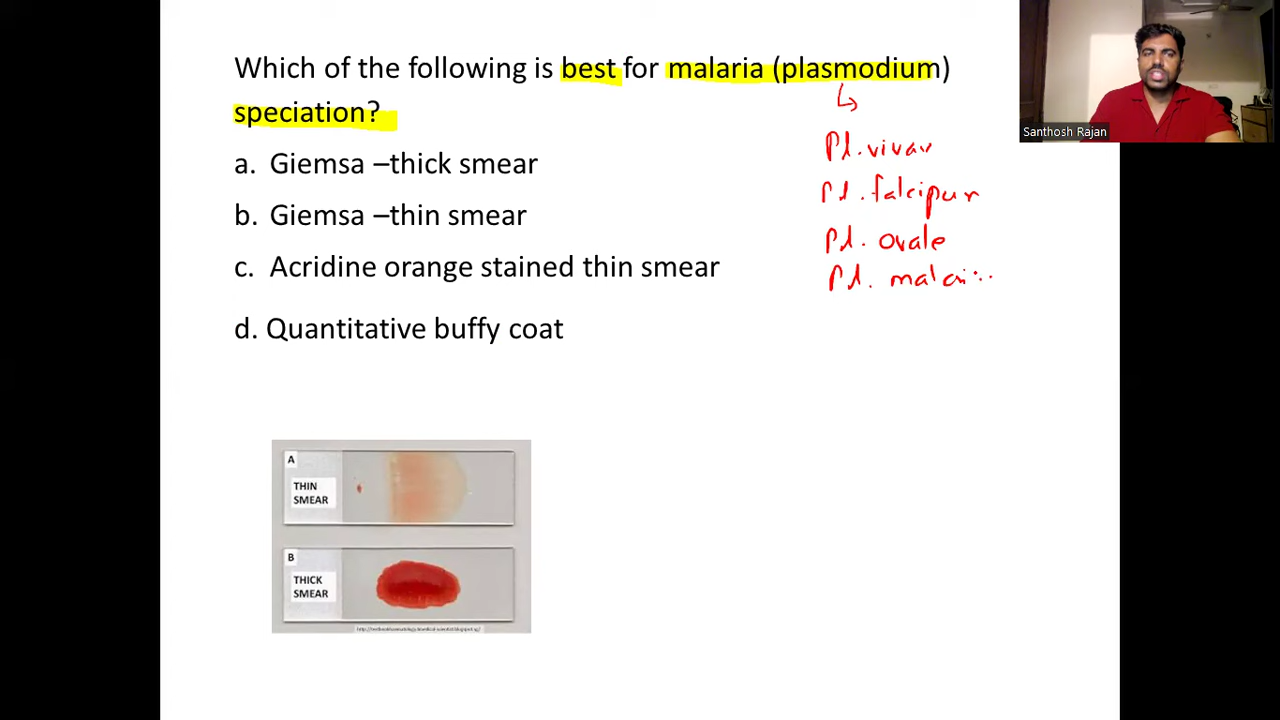 Which of the following is best for malaria (plasmodium)
speciation?
a. Giemsa –thick smear
b. Giemsa –thin smear
c. Acridine orange stained thin smear
d. Quantitative buffy coat
Pl. vivax
Pl. falcipur
Pl. ovale
Pl.
Santhosh Rajan
A
THIN
SMEAR
B
THICK
SMEAR